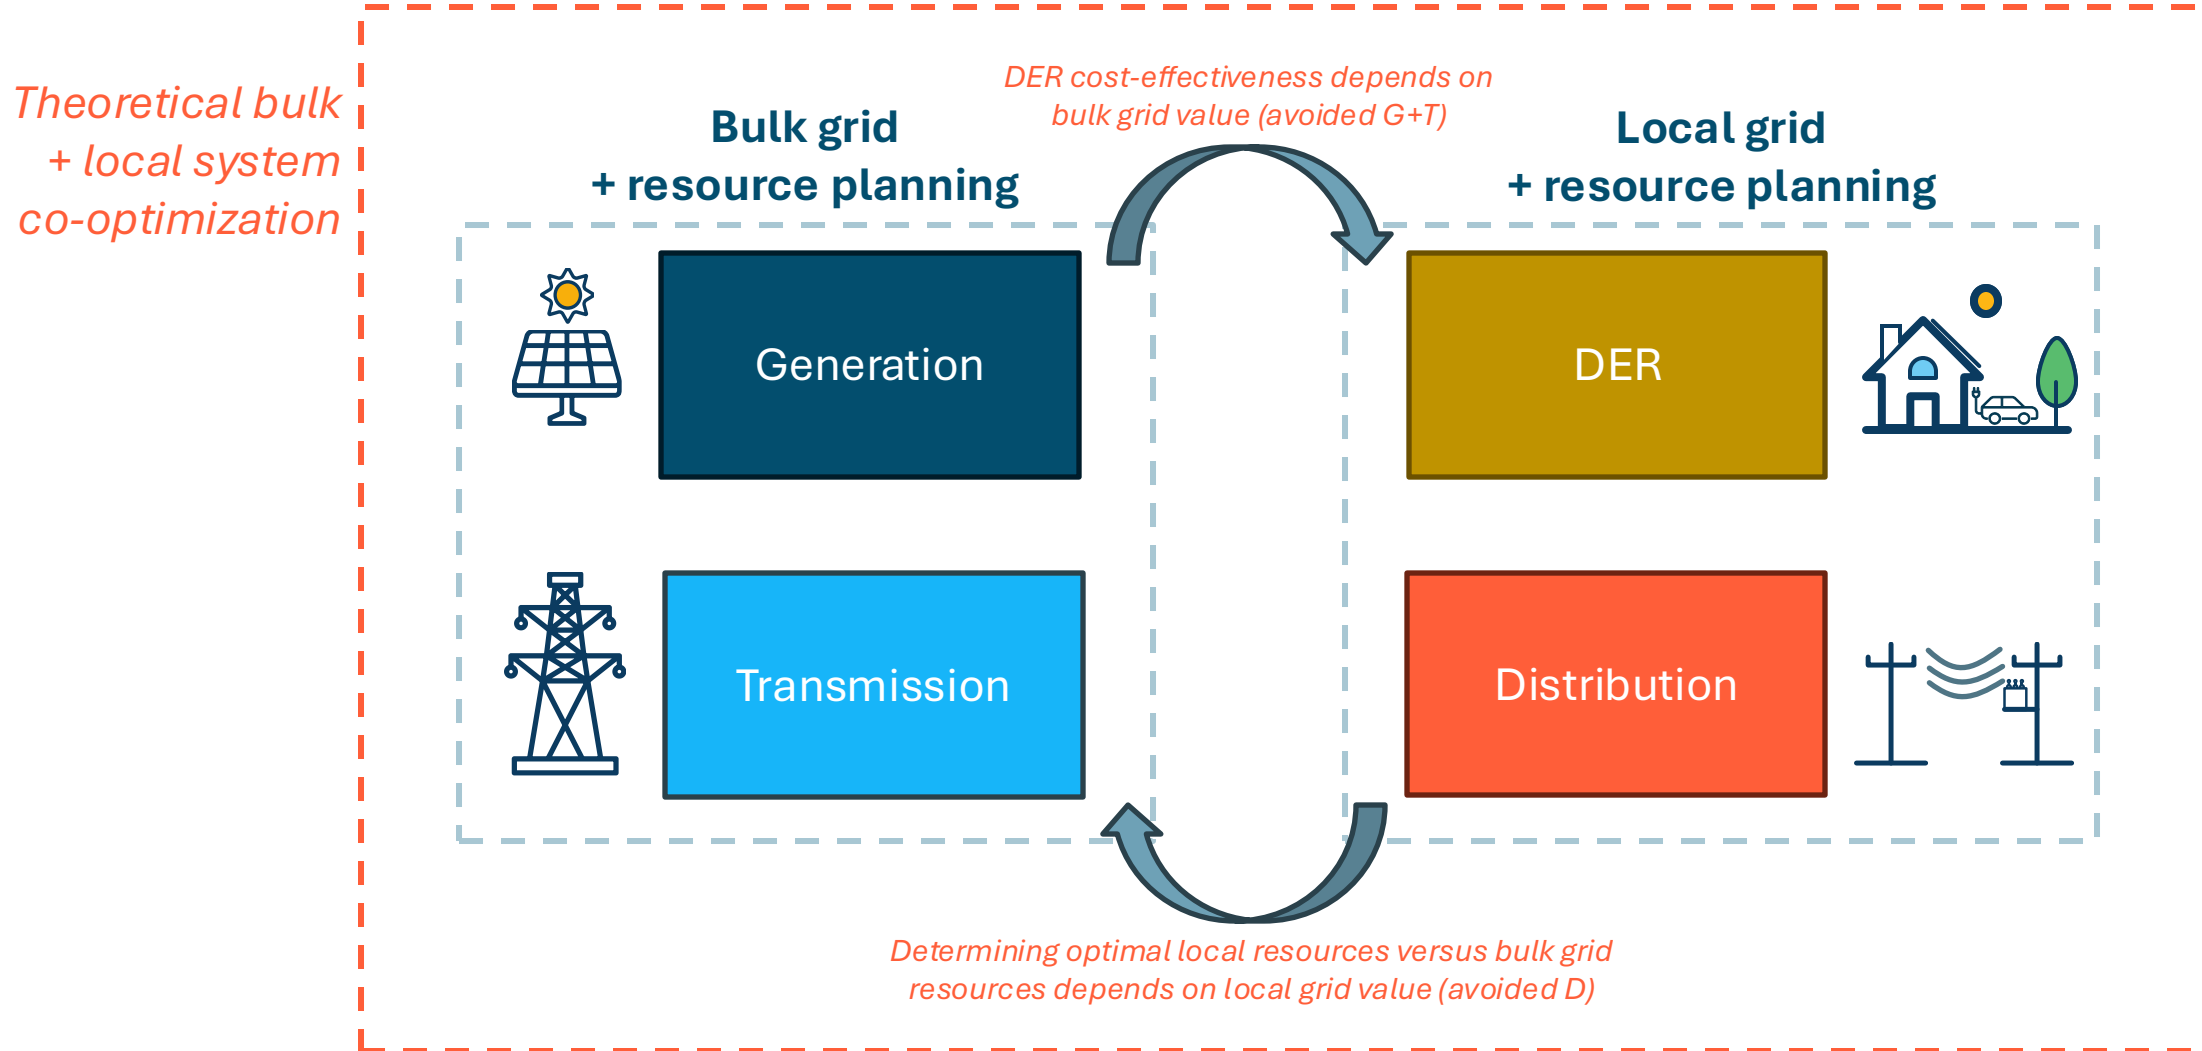 Theoretical bulk
+ local system
co-optimization
DER cost-effectiveness depends on
bulk grid value (avoided G+T)
Bulk grid
+ resource planning
Local grid
+ resource planning
Generation
DER
Transmission
Distribution
Determining optimal local resources versus bulk grid
resources depends on local grid value (avoided D)